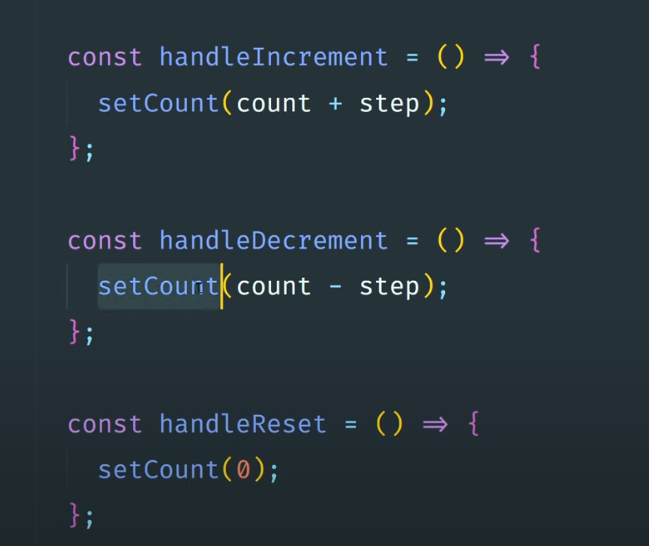 const handleIncrement = () => {
  setCount(count + step);
};
const handleDecrement = () => {
  setCount(count - step);
};
const handleReset = () => {
  setCount(0);
};